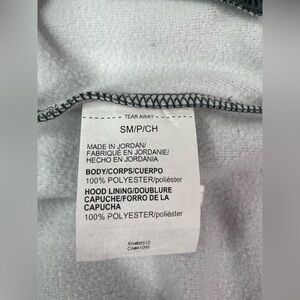 TEAR AWAY
SM/P/CH
MADE IN JORDAN/
FABRIQUÉ EN JORDANIE/
HECHO EN JORDANIA
BODY/CORPS/CUERPO
100% POLYESTER/poliéster
HOOD LINING/DOUBLURE
CAPUCHE/FORRO DE LA
CAPUCHA
100% POLYESTER/poliéster